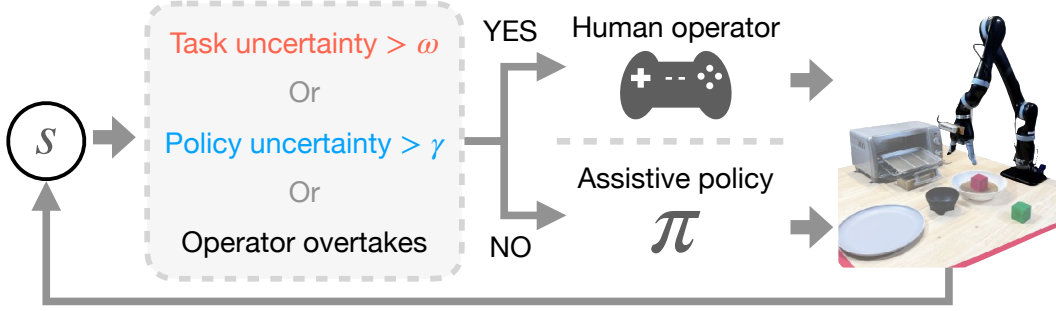 S
Task uncertainty > ω
Or
Policy uncertainty > γ
Or
Operator overtakes
YES
NO
Human operator
Assistive policy
π